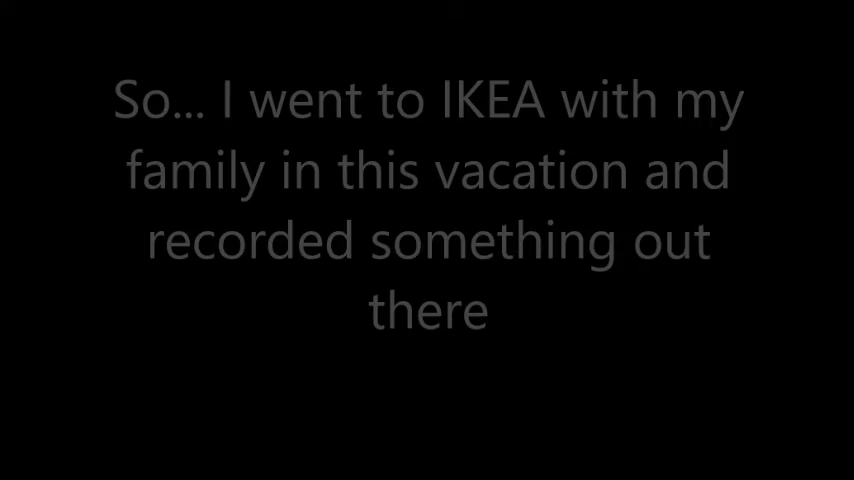 So... I went to IKEA with my
family in this vacation and
recorded something out
there